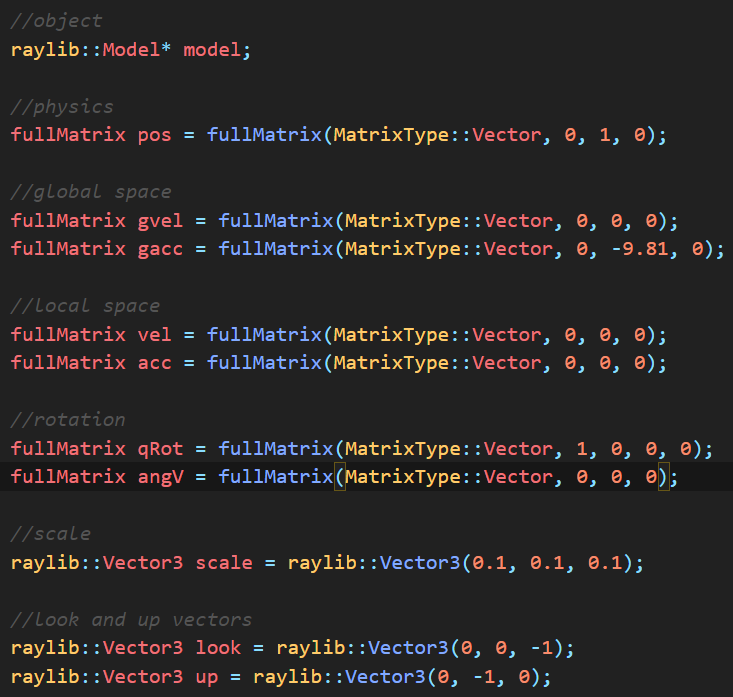 //object
raylib::Model* model;
//physics
fullMatrix pos = fullMatrix(MatrixType::Vector, 0, 1, 0);
//global space
fullMatrix gvel = fullMatrix(MatrixType::Vector, 0, 0, 0);
fullMatrix gacc = fullMatrix(MatrixType::Vector, 0, -9.81, 0);
//local space
fullMatrix vel = fullMatrix(MatrixType::Vector, 0, 0, 0);
fullMatrix acc = fullMatrix(MatrixType::Vector, 0, 0, 0);
//rotation
fullMatrix qRot = fullMatrix(MatrixType::Vector, 1, 0, 0, 0);
fullMatrix angV = fullMatrix(MatrixType::Vector, 0, 0, 0);
//scale
raylib::Vector3 scale = raylib::Vector3(0.1, 0.1, 0.1);
//look and up vectors
raylib::Vector3 look = raylib::Vector3(0, 0, -1);
raylib::Vector3 up = raylib::Vector3(0, -1, 0);